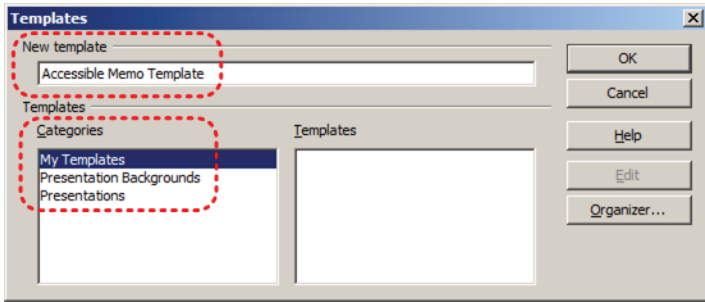 Templates
New template
Accessible Memo Template
Templates
Categories
My Templates
Presentation Backgrounds
Presentations
Templates
OK
Cancel
Help
Edit
Organizer...